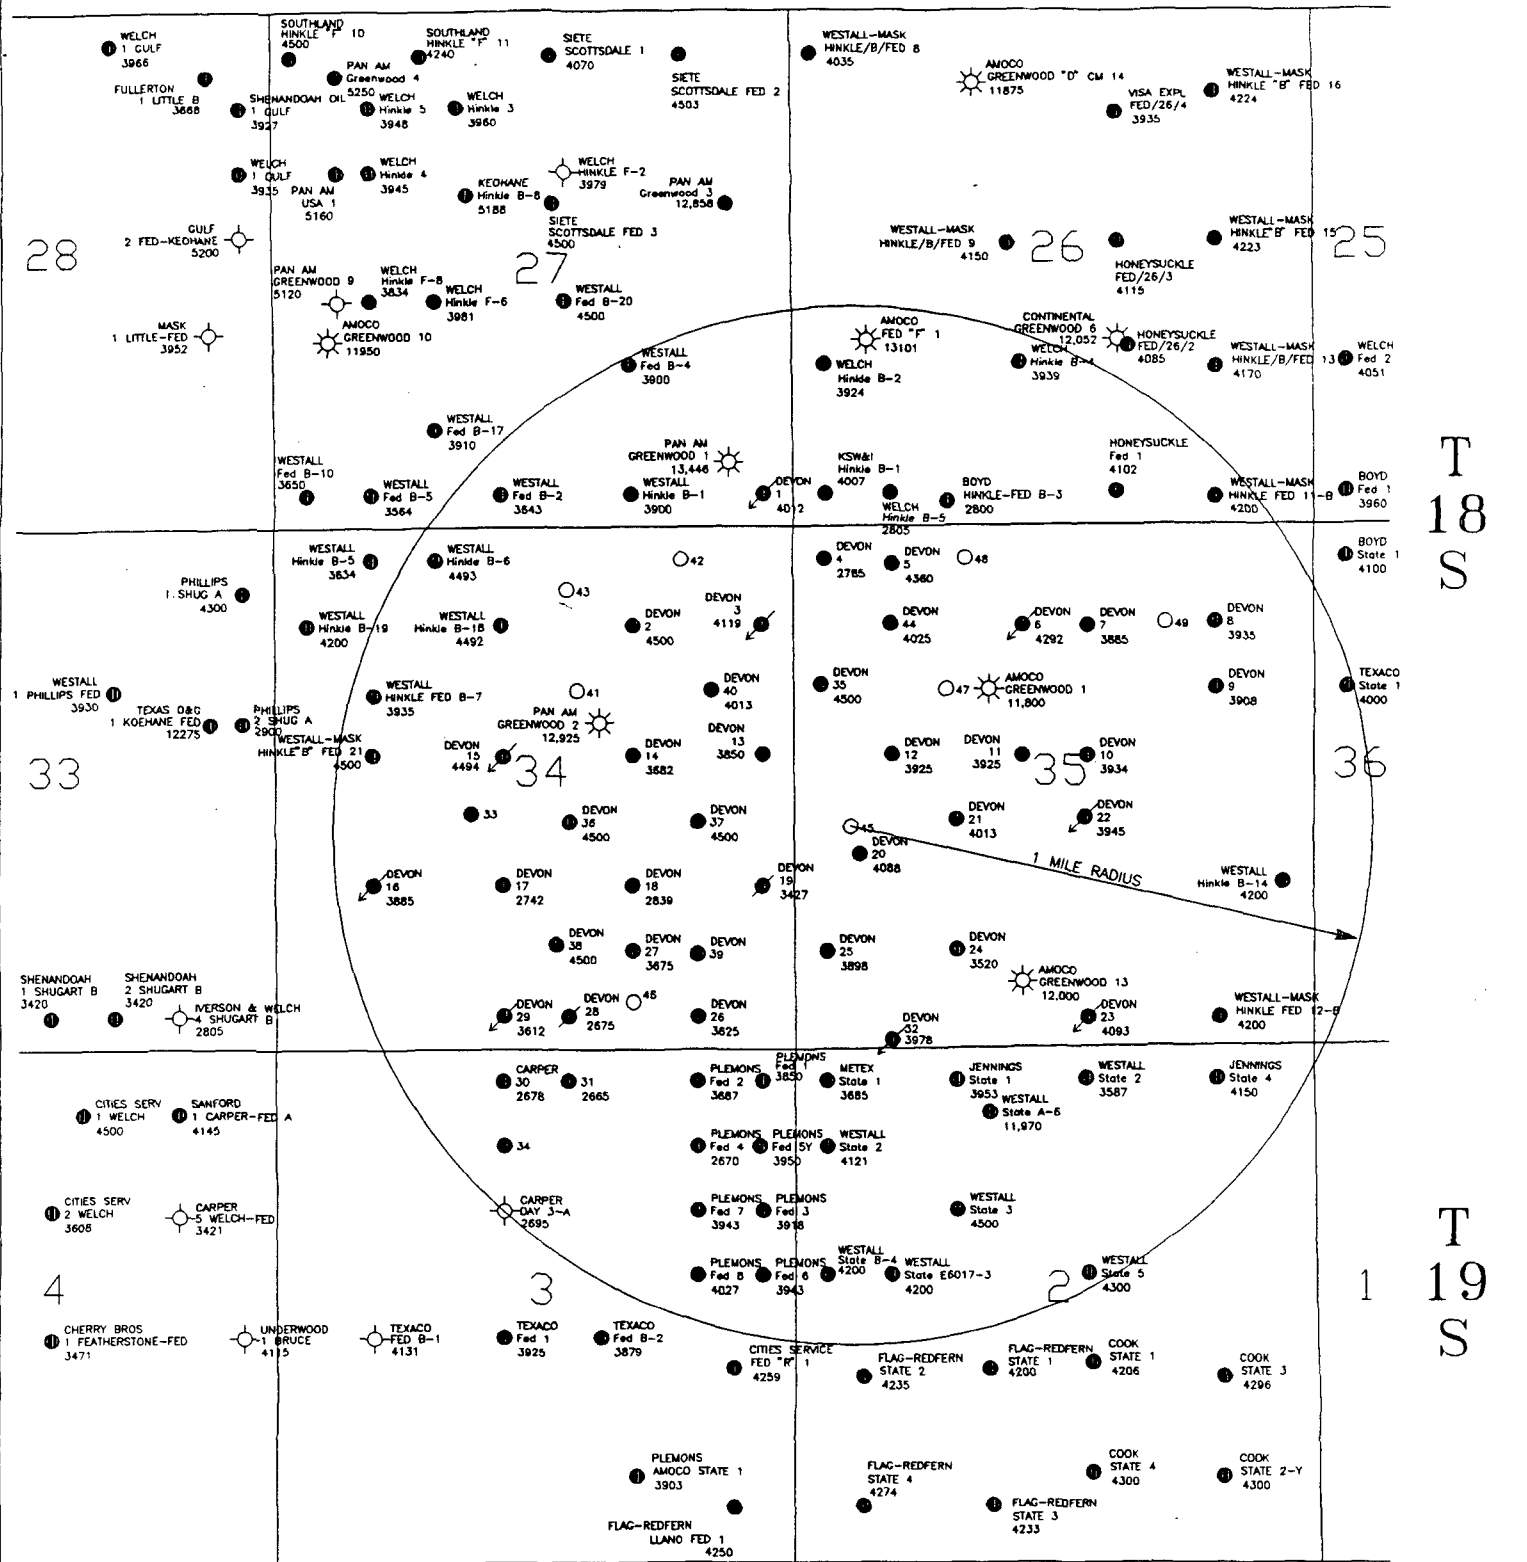 WELCH
1 GULF
3966
SOUTHLAND
HINKLE "F" 10
4500
SOUTHLAND
HINKLE "F" 11
4240
SIETE
SCOTTSDALE 1
4070
SIETE
SCOTTSDALE FED 2
4503
WESTALL-MASK
HINKLE/B/FED 8
4035
AMOCO
GREENWOOD "D" CM 14
11875
WESTALL-MASK
HINKLE "B" FED 16
4224
FULLERTON
1 LITTLE B
3668
PAN AM
Greenwood 4
5250
SHENANDOAH OIL
1 GULF
3927
WELCH
Hinkle 5
3948
WELCH
Hinkle 3
3960
VISA EXPL
FED/26/4
3935
WELCH
1 GULF
3935
PAN AM
USA 1
5160
WELCH
Hinkle 4
3945
KEOHANE
Hinkle B-8
5188
WELCH
HINKLE F-2
3979
PAN AM
Greenwood 3
12,858
SIETE
SCOTTSDALE FED 3
4500
GULF
2 FED-KEOHANE
5200
28
27
WESTALL-MASK
HINKLE/B/FED 9
4150
26
HONEYSUCKLE
FED/26/3
4115
WESTALL-MASK
HINKLE"B" FED 15
4223
25
PAN AM
GREENWOOD 9
5120
WELCH
Hinkle F-8
3834
WELCH
Hinkle F-6
3981
WESTALL
Fed B-20
4500
MASK
1 LITTLE-FED
3952
AMOCO
GREENWOOD 10
11950
AMOCO
FED "F" 1
13101
CONTINENTAL
GREENWOOD 6
12,052
HONEYSUCKLE
FED/26/2
4085
WESTALL
Fed B-4
3900
WELCH
Hinkle B-2
3924
WELCH
Hinkle B-4
3939
WESTALL-MASK
HINKLE/B/FED 13
4170
WELCH
Fed 2
4051
WESTALL
Fed B-17
3910
PAN AM
GREENWOOD 1
13,446
T
18
S
WESTALL
Fed B-10
3650
WESTALL
Fed B-5
3564
WESTALL
Fed B-2
3643
WESTALL
Hinkle B-1
3900
DEVON
1
4012
KSW&I
Hinkle B-1
4007
WELCH
Hinkle B-5
2805
BOYD
HINKLE-FED B-3
2800
HONEYSUCKLE
Fed 1
4102
WESTALL-MASK
HINKLE FED 11-B
4200
BOYD
Fed 1
3960
WESTALL
Hinkle B-5
3634
WESTALL
Hinkle B-6
4493
42
DEVON
4
2785
DEVON
5
4360
48
BOYD
State 1
4100
PHILLIPS
1 SHUG A
4300
43
WESTALL
Hinkle B-19
4200
WESTALL
Hinkle B-18
4492
DEVON
2
4500
DEVON
3
4119
DEVON
44
4025
DEVON
6
4292
DEVON
7
3885
49
DEVON
8
3935
WESTALL
1 PHILLIPS FED
3930
WESTALL
HINKLE FED B-7
3935
41
DEVON
40
4013
DEVON
35
4500
47
AMOCO
GREENWOOD 1
11,800
DEVON
9
3908
TEXACO
State 1
4000
TEXAS O&G
1 KOEHANE FED
12275
PHILLIPS
2 SHUG A
2900
PAN AM
GREENWOOD 2
12,925
WESTALL-MASK
HINKLE"B" FED 21
4500
DEVON
15
4494
DEVON
14
3682
DEVON
13
3850
DEVON
12
3925
DEVON
11
3925
DEVON
10
3934
33
34
35
36
33
DEVON
36
4500
DEVON
37
4500
45
DEVON
20
4088
DEVON
21
4013
DEVON
22
3945
1 MILE RADIUS
DEVON
16
3885
DEVON
17
2742
DEVON
18
2839
DEVON
19
3427
WESTALL
Hinkle B-14
4200
DEVON
38
4500
DEVON
27
3675
DEVON
39
DEVON
25
3898
DEVON
24
3520
AMOCO
GREENWOOD 13
12,000
SHENANDOAH
1 SHUGART B
3420
SHENANDOAH
2 SHUGART B
3420
IVERSON & WELCH
4 SHUGART B
2805
DEVON
29
3612
DEVON
28
2675
46
DEVON
26
3625
DEVON
32
3978
DEVON
23
4093
WESTALL-MASK
HINKLE FED 12-B
4200
CARPER
30
2678
31
2665
PLEMONS
Fed 2
3687
PLEMONS
Fed 1
3850
METEX
State 1
3685
JENNINGS
State 1
3953
WESTALL
State 2
3587
JENNINGS
State 4
4150
WESTALL
State A-6
11,970
CITIES SERV
1 WELCH
4500
SANFORD
1 CARPER-FED A
4145
34
PLEMONS
Fed 4
2670
PLEMONS
Fed 5Y
3950
WESTALL
State 2
4121
CITIES SERV
2 WELCH
3608
CARPER
5 WELCH-FED
3421
CARPER
DAY 3-A
2695
PLEMONS
Fed 7
3943
PLEMONS
Fed 3
3918
WESTALL
State 3
4500
PLEMONS
Fed 8
4027
PLEMONS
Fed 6
3943
WESTALL
State B-4
4200
WESTALL
State E6017-3
4200
WESTALL
State 5
4300
4
3
2
1
T
19
S
CHERRY BROS
1 FEATHERSTONE-FED
3471
UNDERWOOD
1 BRUCE
4115
TEXACO
FED B-1
4131
TEXACO
Fed 1
3925
TEXACO
Fed B-2
3879
CITIES SERVICE
FED "R" 1
4259
FLAG-REDFERN
STATE 2
4235
FLAG-REDFERN
STATE 1
4200
COOK
STATE 1
4206
COOK
STATE 3
4296
PLEMONS
AMOCO STATE 1
3903
FLAG-REDFERN
STATE 4
4274
COOK
STATE 4
4300
COOK
STATE 2-Y
4300
FLAG-REDFERN
LLANO FED 1
4250
FLAG-REDFERN
STATE 3
4233